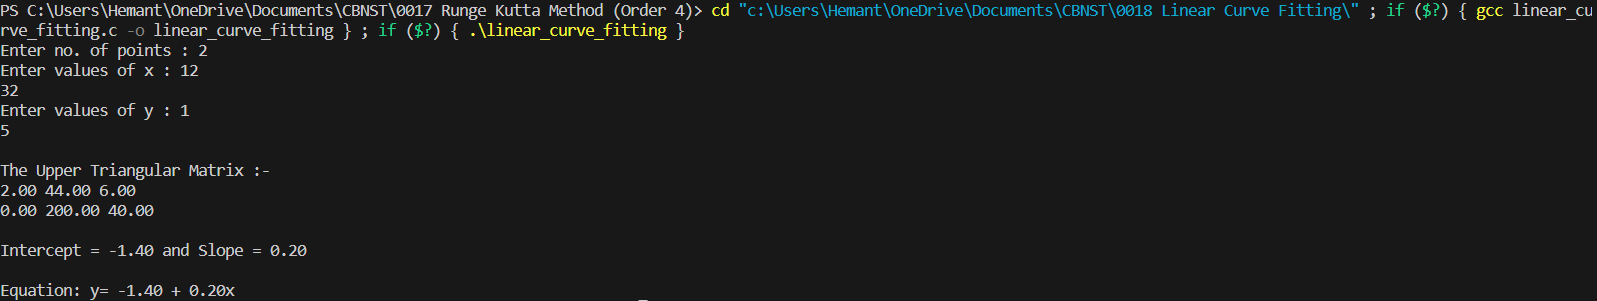 PS C:\Users\Hemant\OneDrive\Documents\CBNST\0017 Runge Kutta Method (Order 4)> cd "c:\Users\Hemant\OneDrive\Documents\CBNST\0018 Linear Curve Fitting\" ; if ($?) { gcc linear_cu
rve_fitting.c -o linear_curve_fitting } ; if ($?) { .\linear_curve_fitting }
Enter no. of points : 2
Enter values of x : 12
32
Enter values of y : 1
5
The Upper Triangular Matrix :-
2.00 44.00 6.00
0.00 200.00 40.00
Intercept = -1.40 and Slope = 0.20
Equation: y= -1.40 + 0.20x